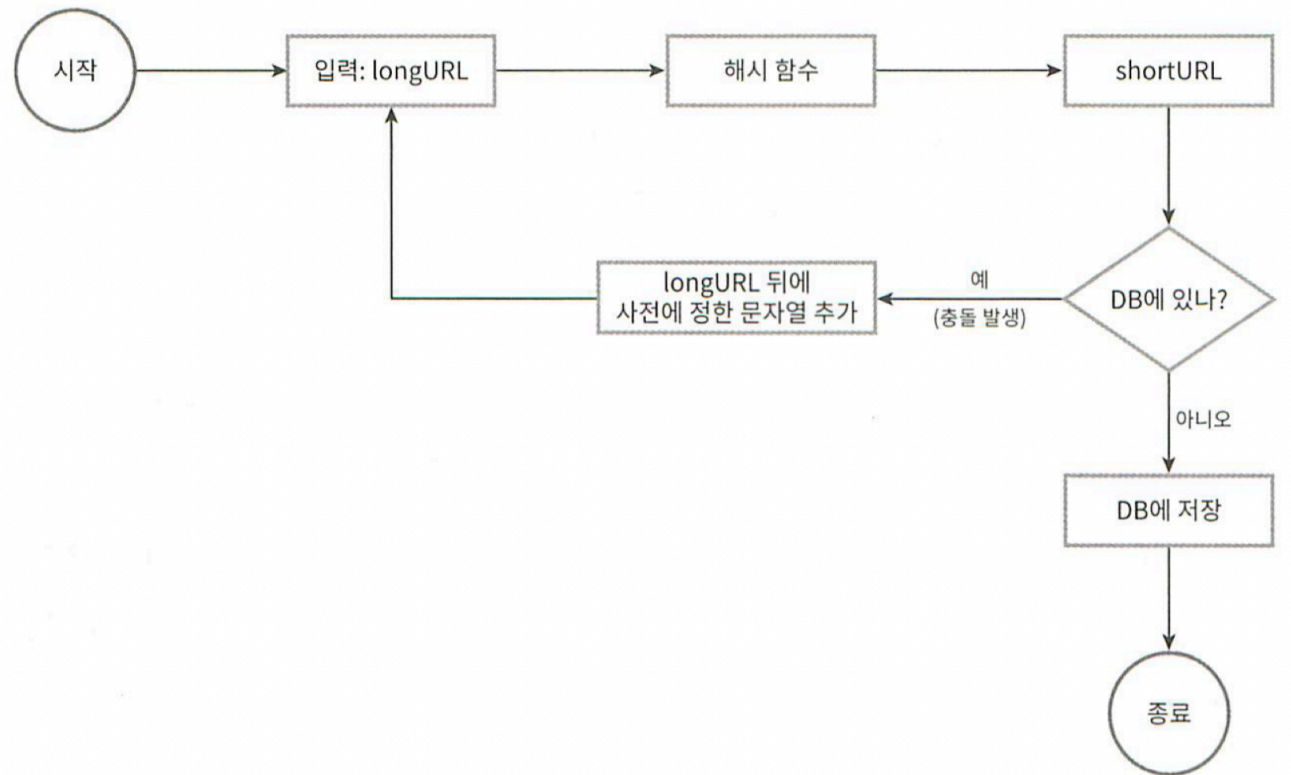 시작
입력: longURL
해시 함수
shortURL
longURL 뒤에
사전에 정한 문자열 추가
예
(충돌 발생)
DB에 있나?
아니오
DB에 저장
종료